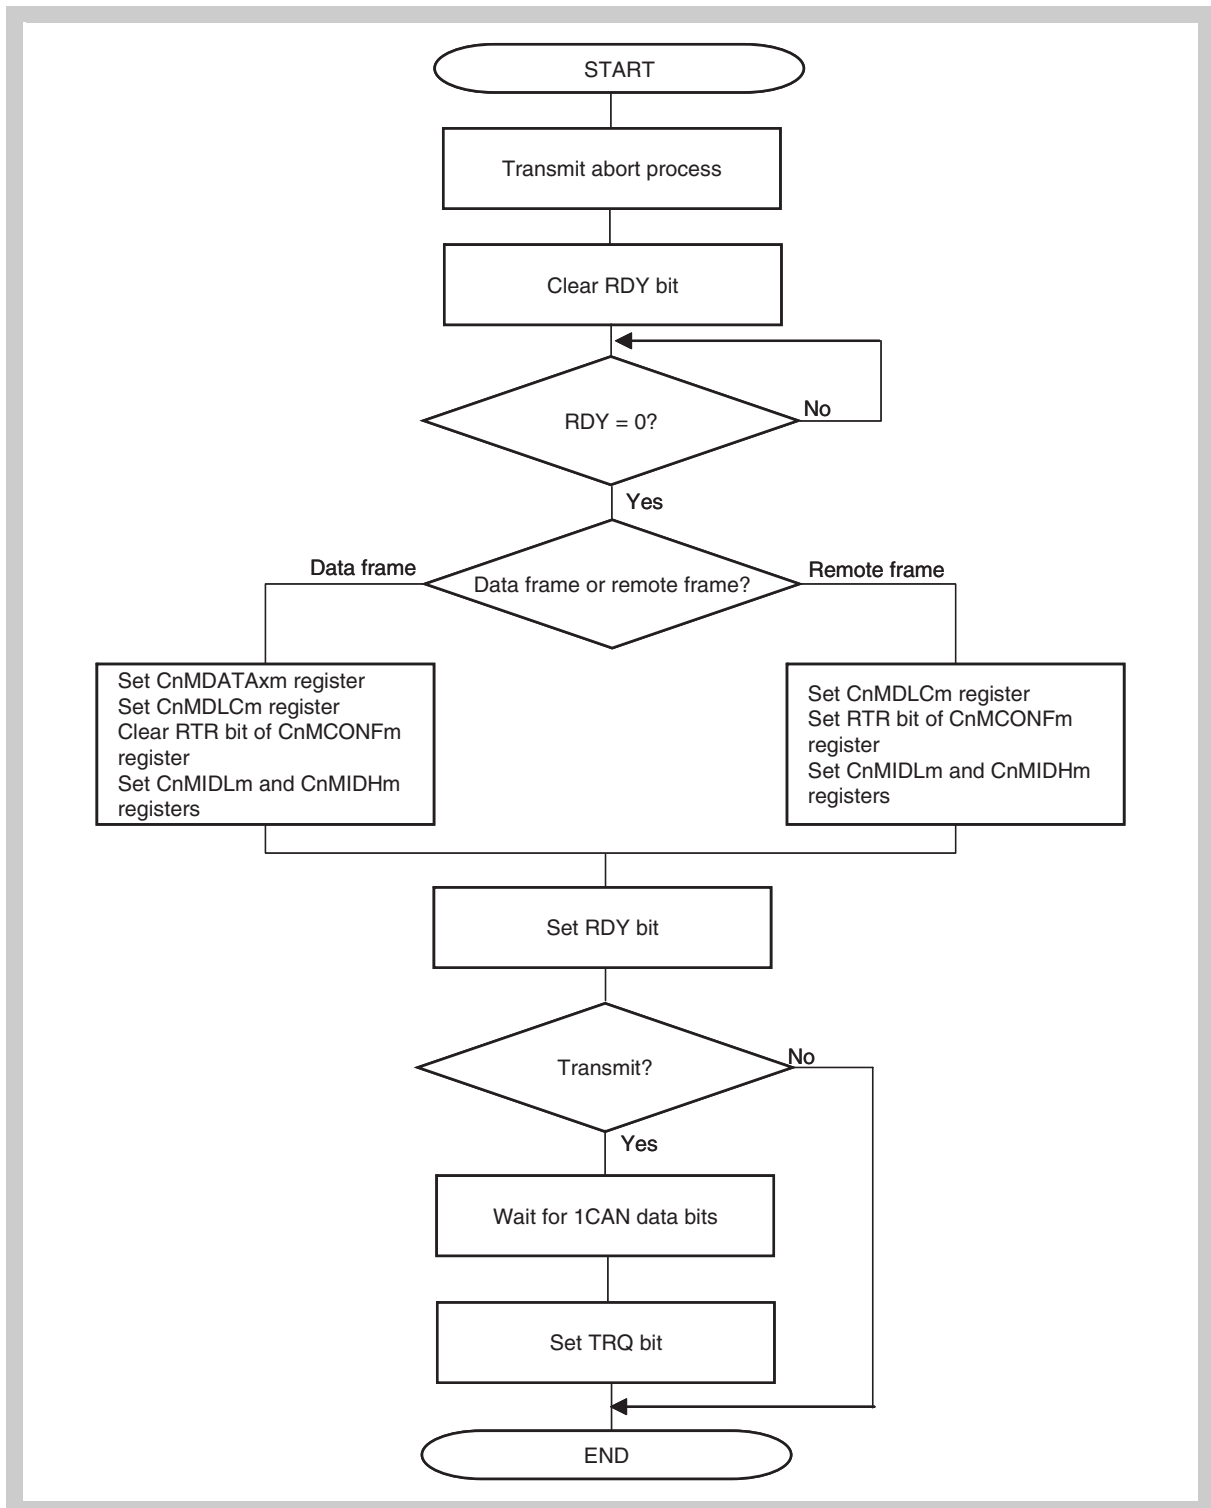 START
Transmit abort process
Clear RDY bit
RDY = 0?
No
Yes
Data frame
Data frame or remote frame?
Remote frame
Set CnMDATAxm register
Set CnMDLCm register
Clear RTR bit of CnMCONFm
register
Set CnMIDLm and CnMIDHm
registers
Set CnMDLCm register
Set RTR bit of CnMCONFm
register
Set CnMIDLm and CnMIDHm
registers
Set RDY bit
Transmit?
No
Yes
Wait for 1CAN data bits
Set TRQ bit
END